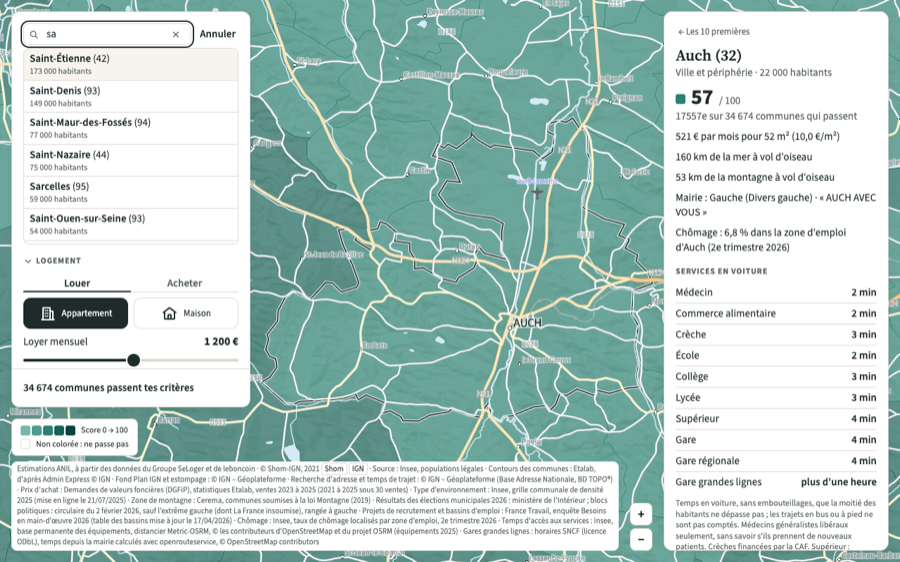 sa
Annuler
Saint-Étienne (42)
173 000 habitants
Saint-Denis (93)
149 000 habitants
Saint-Maur-des-Fossés (94)
77 000 habitants
Saint-Nazaire (44)
75 000 habitants
Sarcelles (95)
59 000 habitants
Saint-Ouen-sur-Seine (93)
54 000 habitants
LOGEMENT
Louer Acheter
Appartement Maison
Loyer mensuel 1 200 €
34 674 communes passent tes critères
Score 0 → 100
Non colorée : ne passe pas
AUCH
N21
N124
Estimations ANIL, à partir des données du Groupe SeLoger et de leboncoin · © Shom-IGN, 2021 Shom IGN · Source : Insee, populations légales · Contours des communes : Etalab,
d'après Admin Express © IGN · Fond Plan IGN et estompage : © IGN – Géoplateforme · Recherche d'adresse et temps de trajet : © IGN – Géoplateforme (Base Adresse Nationale, BD TOPO®)
· Prix d'achat : Demandes de valeurs foncières (DGFiP), statistiques Etalab, ventes 2023 à 2025 (2021 à 2025 sous 30 ventes) · Type d'environnement : Insee, grille communale de densité
2025 (mise en ligne le 21/07/2025) · Zone de montagne : Cerema, communes soumises à la loi Montagne (2019) · Résultats des élections municipales 2026 : ministère de l'Intérieur ; blocs
politiques : circulaire du 2 février 2026, sauf l'extrême gauche (dont La France insoumise), rangée à gauche · Projets de recrutement et bassins d'emploi : France Travail, enquête Besoins
en main-d'œuvre 2026 (table des bassins mise à jour le 17/04/2026) · Chômage : Insee, taux de chômage localisés par zone d'emploi, 2e trimestre 2026 · Temps d'accès aux services : Insee,
base permanente des équipements, distancier Metric-OSRM, © les contributeurs d'OpenStreetMap et du projet OSRM (équipements 2025) · Gares grandes lignes : horaires SNCF (licence
ODbL), temps depuis la mairie calculés avec openrouteservice, © OpenStreetMap contributors
+
−
← Les 10 premières
Auch (32)
Ville et périphérie · 22 000 habitants
57 / 100
17557e sur 34 674 communes qui passent
521 € par mois pour 52 m² (10,0 €/m²)
160 km de la mer à vol d'oiseau
53 km de la montagne à vol d'oiseau
Mairie : Gauche (Divers gauche) · « AUCH AVEC
VOUS »
Chômage : 6,8 % dans la zone d'emploi
d'Auch (2e trimestre 2026)
SERVICES EN VOITURE
Médecin 2 min
Commerce alimentaire 2 min
Crèche 3 min
École 2 min
Collège 3 min
Lycée 3 min
Supérieur 4 min
Gare 4 min
Gare régionale 4 min
Gare grandes lignes plus d'une heure
Temps en voiture, sans embouteillages, que la moitié des
habitants ne dépasse pas ; les trajets en bus ou à pied ne
sont pas comptés. Médecins généralistes libéraux
seulement, sans savoir s'ils prennent de nouveaux
patients. Crèches financées par la CAF. Supérieur :